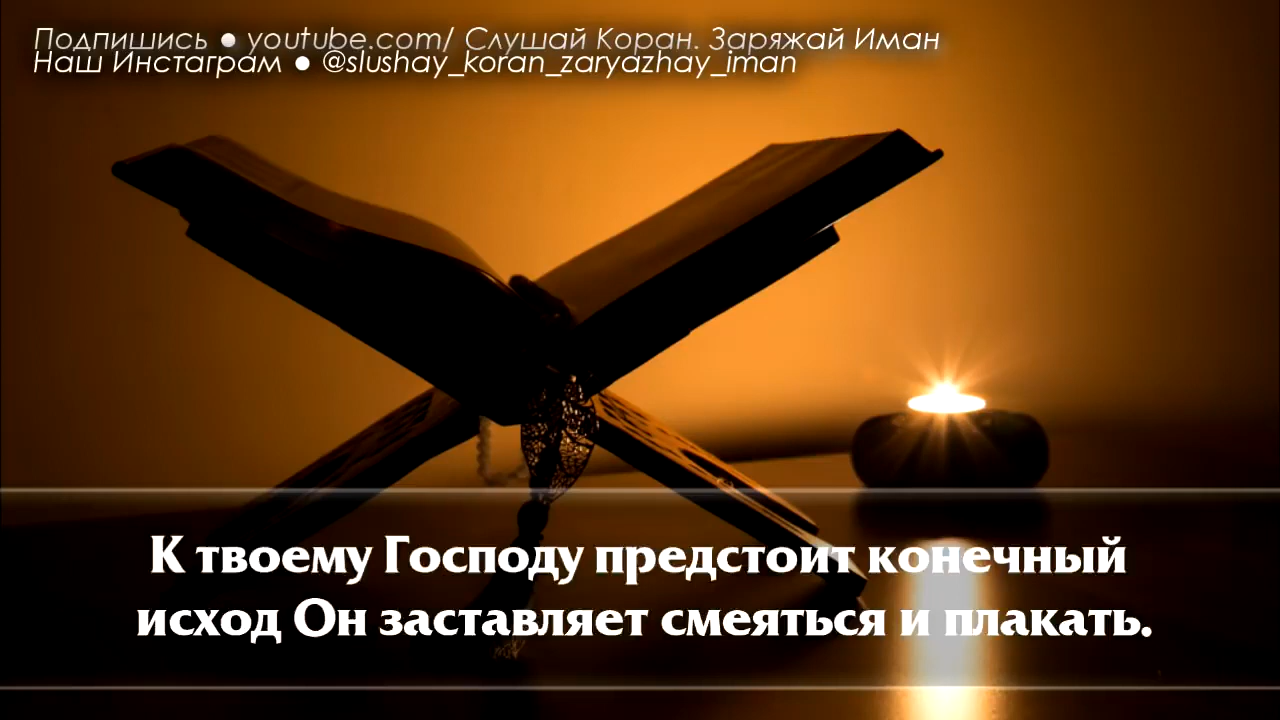 Подпишись ● youtube.com/ Слушай Коран. Заряжай Иман
Наш Инстаграм ● @slushay_koran_zaryazhay_iman
К твоему Господу предстоит конечный
исход Он заставляет смеяться и плакать.